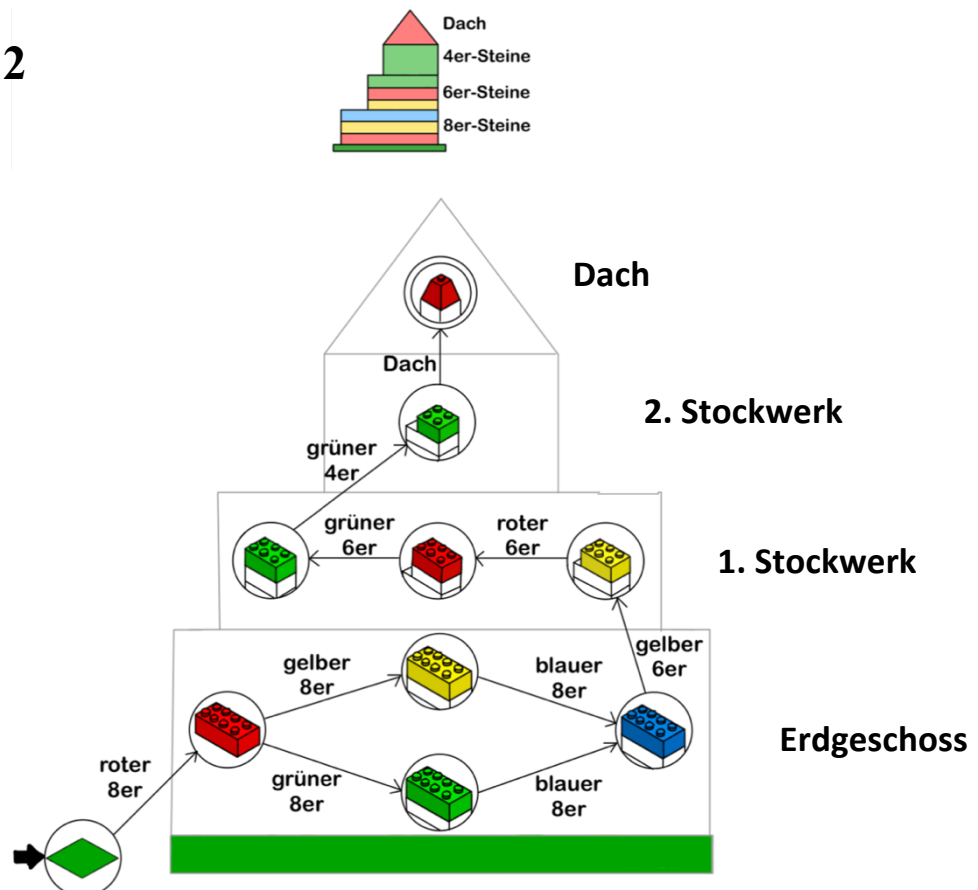 2
Dach
4er-Steine
6er-Steine
8er-Steine
Dach
Dach
2. Stockwerk
grüner
4er
grüner
6er
roter
6er
1. Stockwerk
gelber
6er
gelber
8er
blauer
8er
Erdgeschoss
roter
8er
grüner
8er
blauer
8er